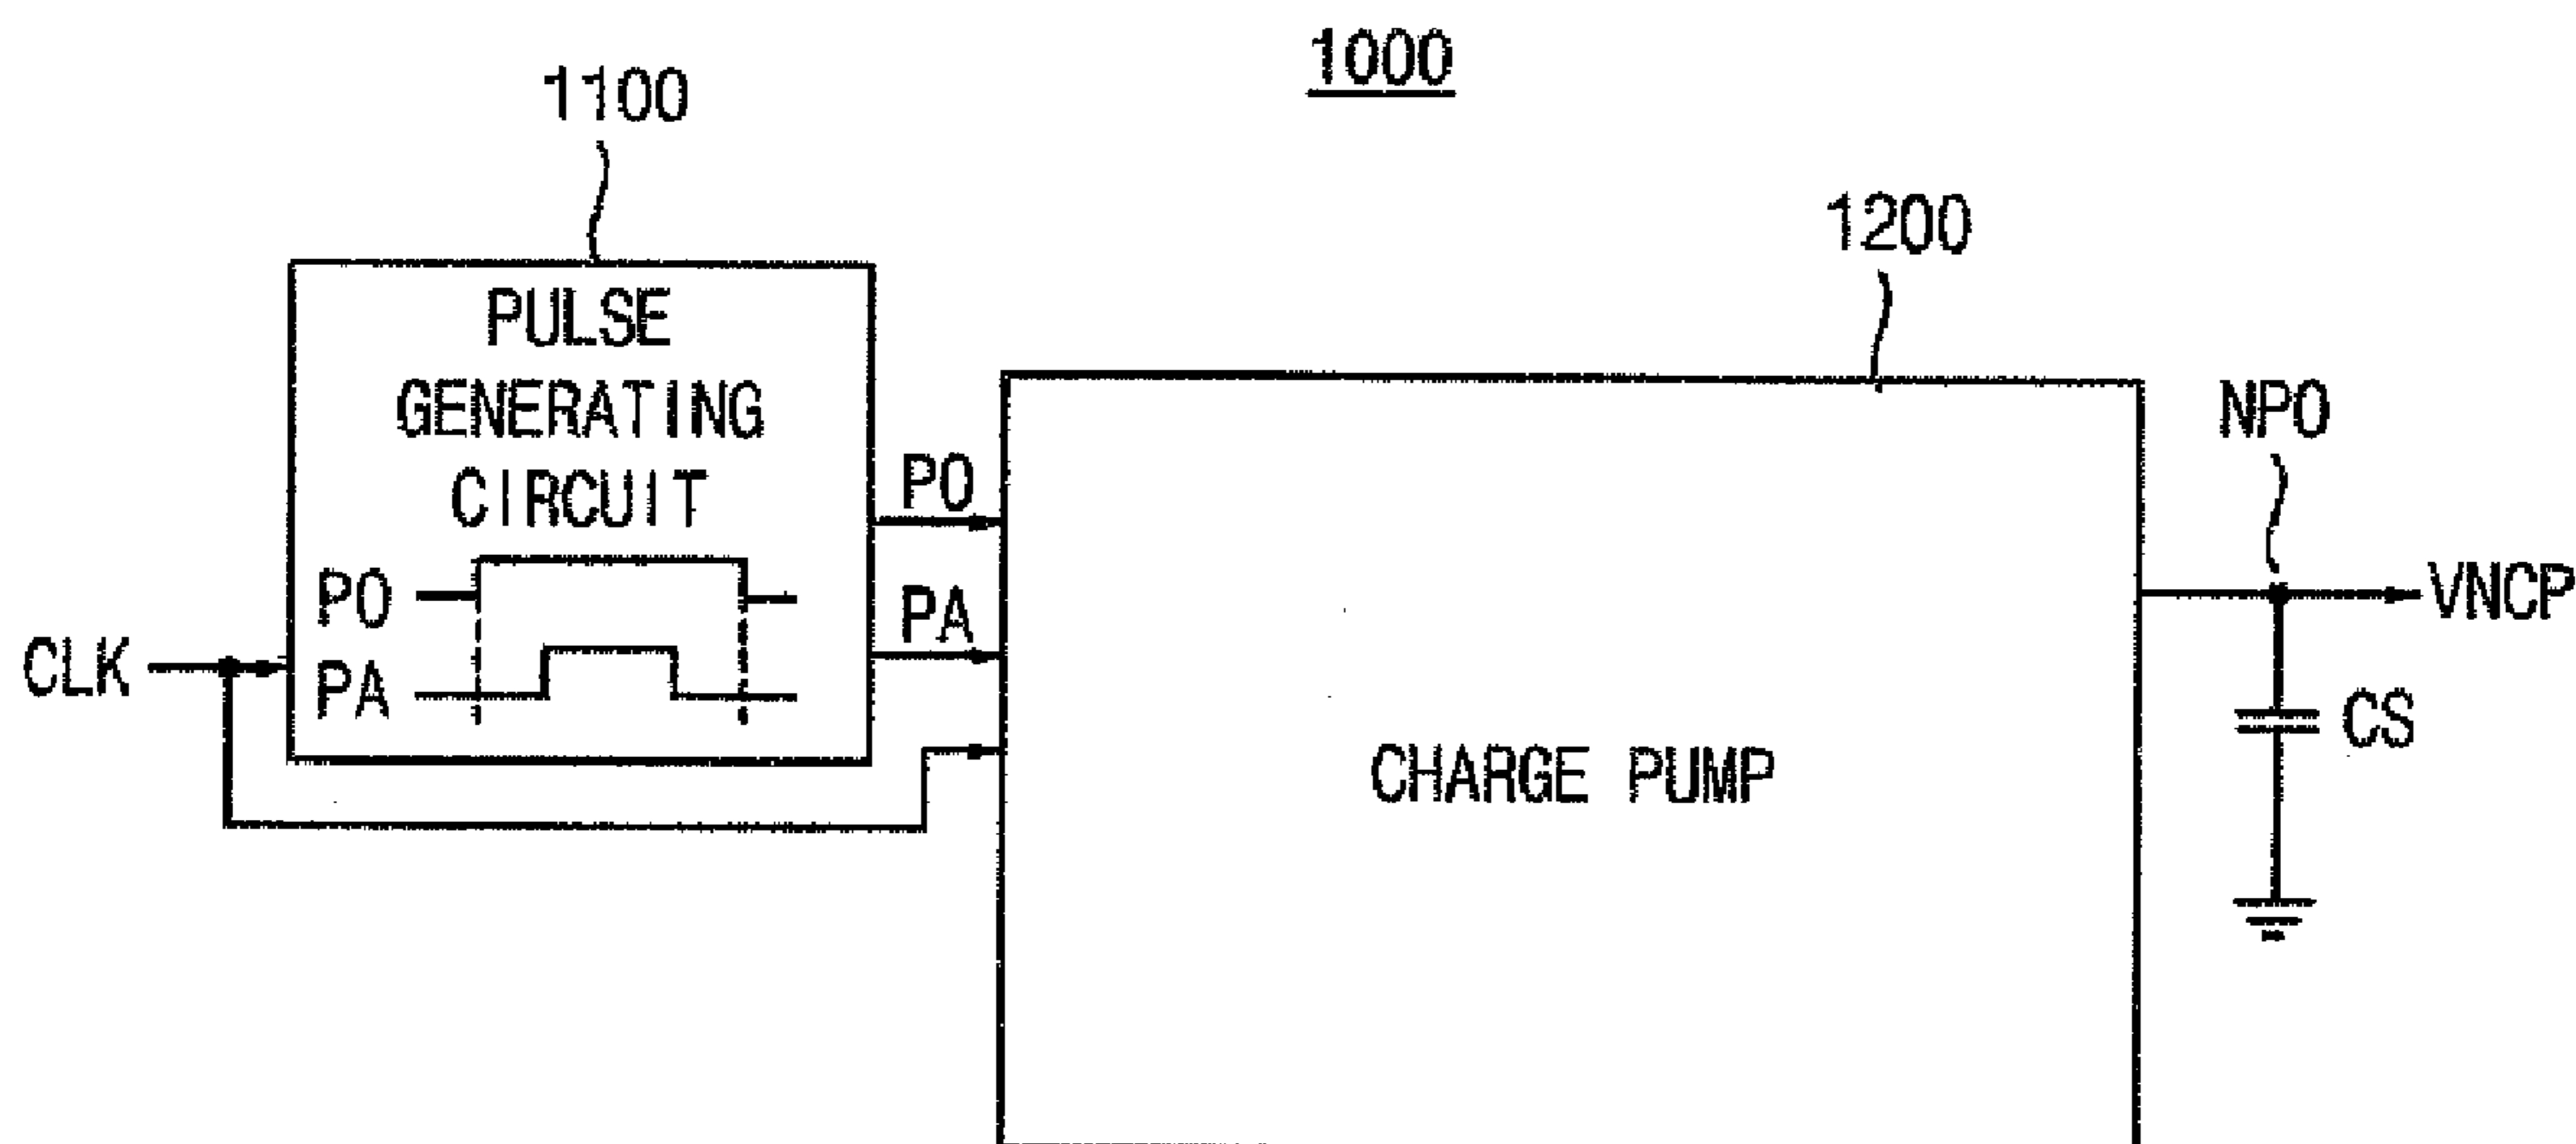 1000
1100
1200
PULSE
GENERATING
CIRCUIT
PO
PA
CLK
PO
PA
CHARGE PUMP
NPO
VNCP
CS